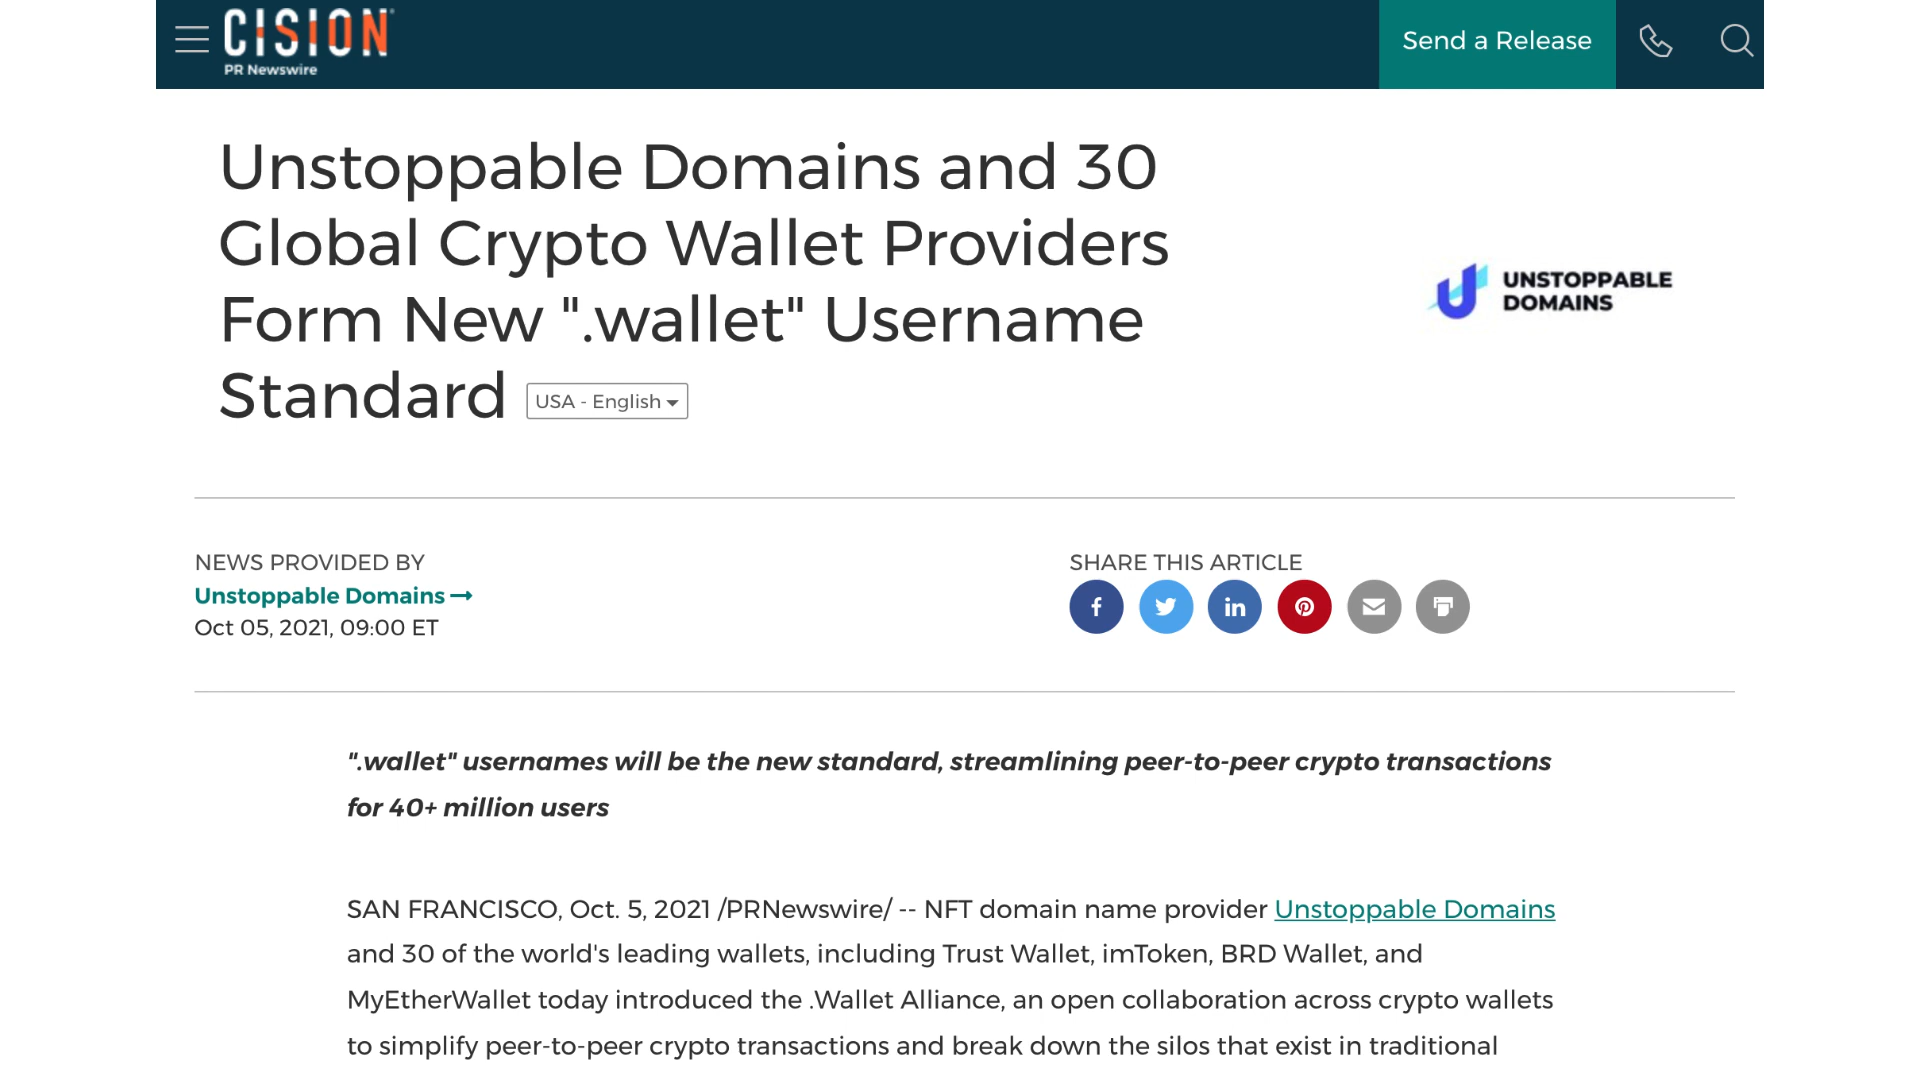 CISION
PR Newswire
Send a Release
Unstoppable Domains and 30
Global Crypto Wallet Providers
Form New ".wallet" Username
Standard
USA - English
UNSTOPPABLE
DOMAINS
NEWS PROVIDED BY
Unstoppable Domains
Oct 05, 2021, 09:00 ET
SHARE THIS ARTICLE
".wallet" usernames will be the new standard, streamlining peer-to-peer crypto transactions
for 40+ million users
SAN FRANCISCO, Oct. 5, 2021 /PRNewswire/ -- NFT domain name provider Unstoppable Domains
and 30 of the world's leading wallets, including Trust Wallet, imToken, BRD Wallet, and
MyEtherWallet today introduced the .Wallet Alliance, an open collaboration across crypto wallets
to simplify peer-to-peer crypto transactions and break down the silos that exist in traditional